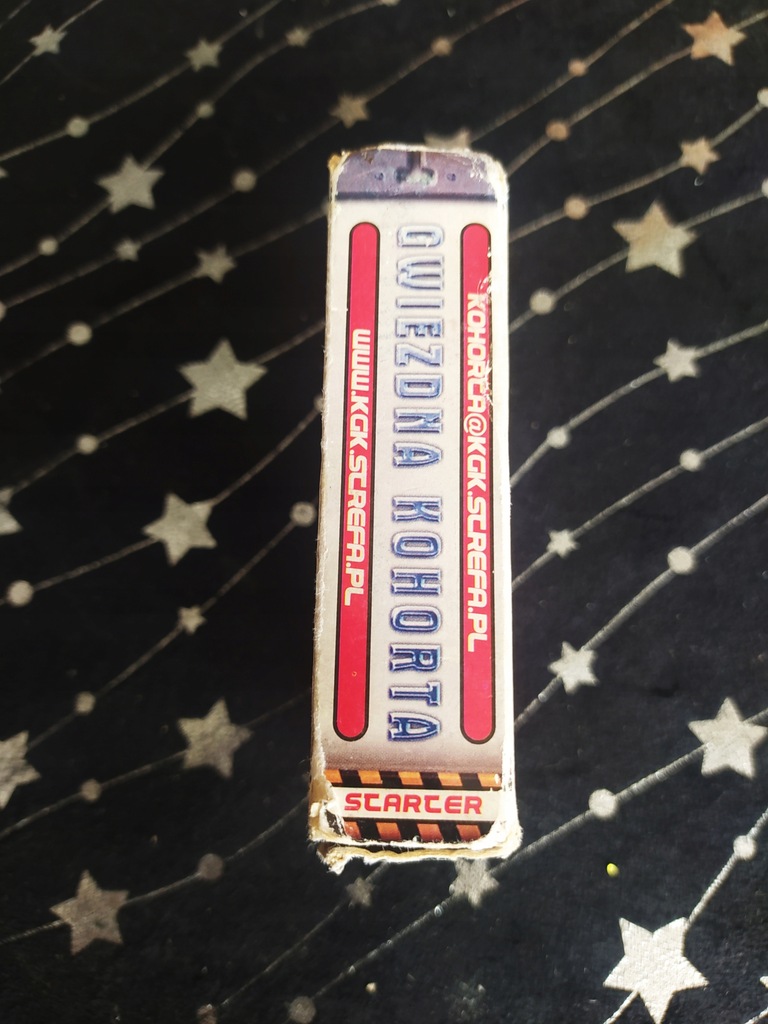 KOHORTA@KGK.STREFA.PL
GWIEZDNA KOHORTA
WWW.KGK.STREFA.PL
STARTER